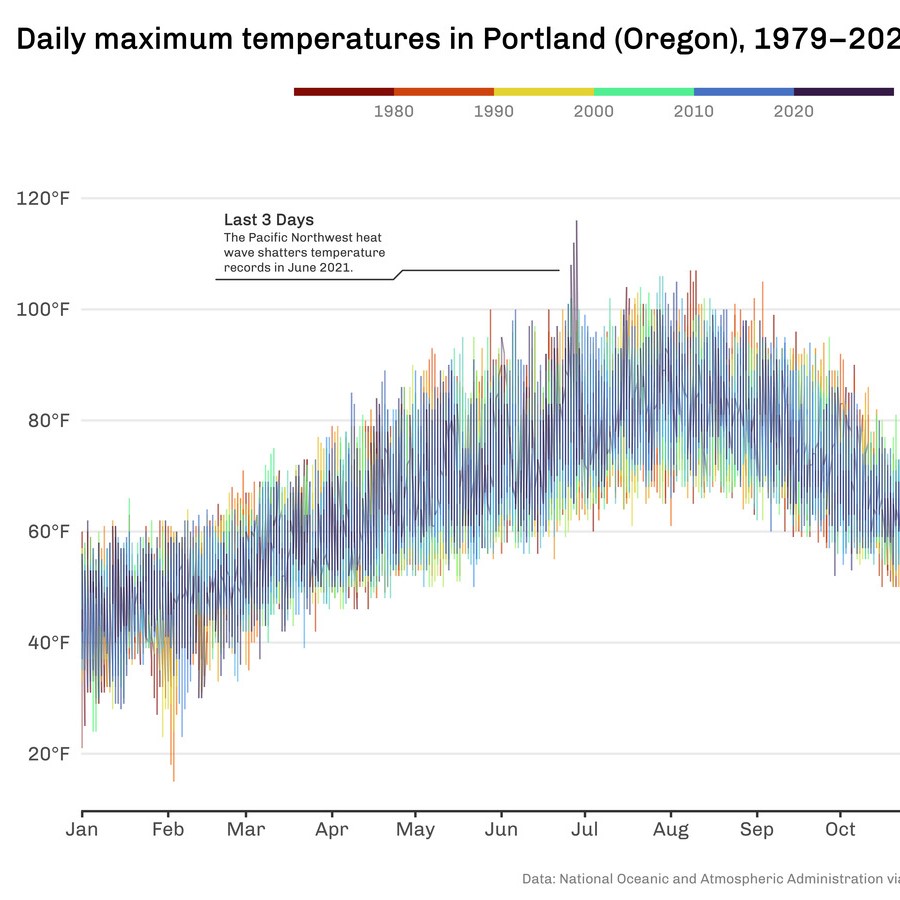 Daily maximum temperatures in Portland (Oregon), 1979–202
1980 1990 2000 2010 2020
120°F
Last 3 Days
The Pacific Northwest heat
wave shatters temperature
records in June 2021.
100°F
80°F
60°F
40°F
20°F
Jan Feb Mar Apr May Jun Jul Aug Sep Oct
Data: National Oceanic and Atmospheric Administration via